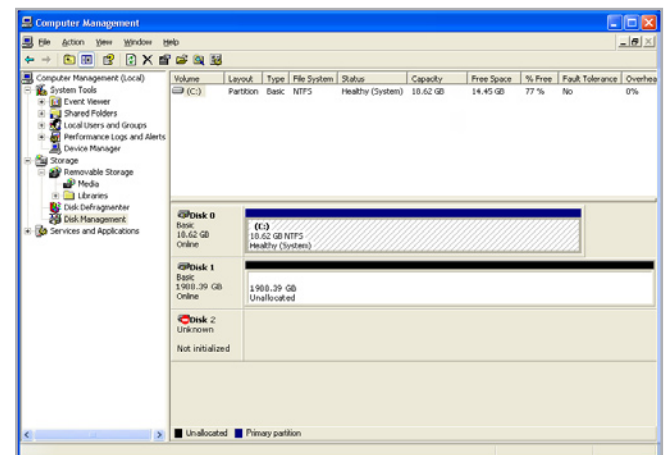 Computer Management
File Action View Window Help
Computer Management (Local)
System Tools
Event Viewer
Shared Folders
Local Users and Groups
Performance Logs and Alerts
Device Manager
Storage
Removable Storage
Media
Libraries
Disk Defragmenter
Disk Management
Services and Applications
Volume Layout Type File System Status Capacity Free Space % Free Fault Tolerance Overhea
(C:) Partition Basic NTFS Healthy (System) 18.62 GB 14.45 GB 77 % No 0%
Disk 0
Basic
18.62 GB
Online
(C:)
18.62 GB NTFS
Healthy (System)
Disk 1
Basic
1908.39 GB
Online
1908.39 GB
Unallocated
Disk 2
Unknown
Not initialized
Unallocated Primary partition